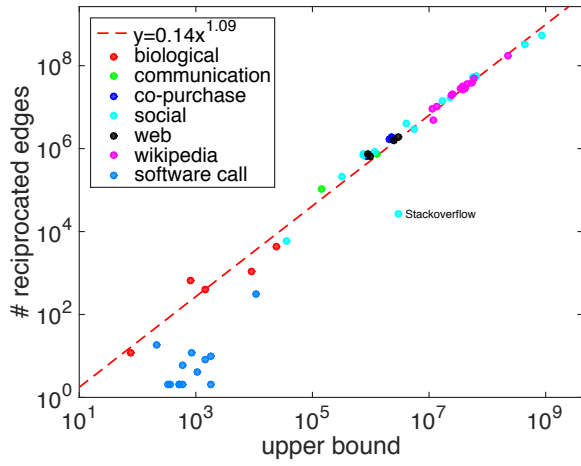 y=0.14x^1.09
biological
communication
co-purchase
social
web
wikipedia
software call
Stackoverflow
# reciprocated edges
10^8
10^6
10^4
10^2
10^0
10^1
10^3
10^5
10^7
10^9
upper bound